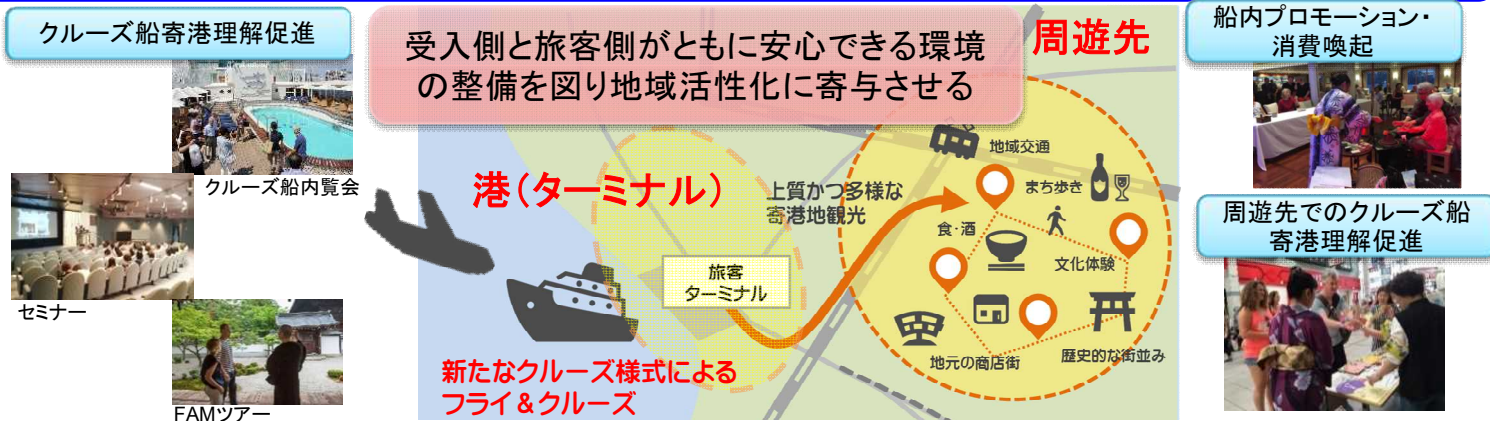 クルーズ船寄港理解促進
クルーズ船内覧会
セミナー
FAMツアー
受入側と旅客側がともに安心できる環境
の整備を図り地域活性化に寄与させる
周遊先
港(ターミナル)
上質かつ多様な
寄港地観光
旅客
ターミナル
新たなクルーズ様式による
フライ&クルーズ
地域交通
まち歩き
食・酒
文化体験
地元の商店街
歴史的な街並み
船内プロモーション・
消費喚起
周遊先でのクルーズ船
寄港理解促進